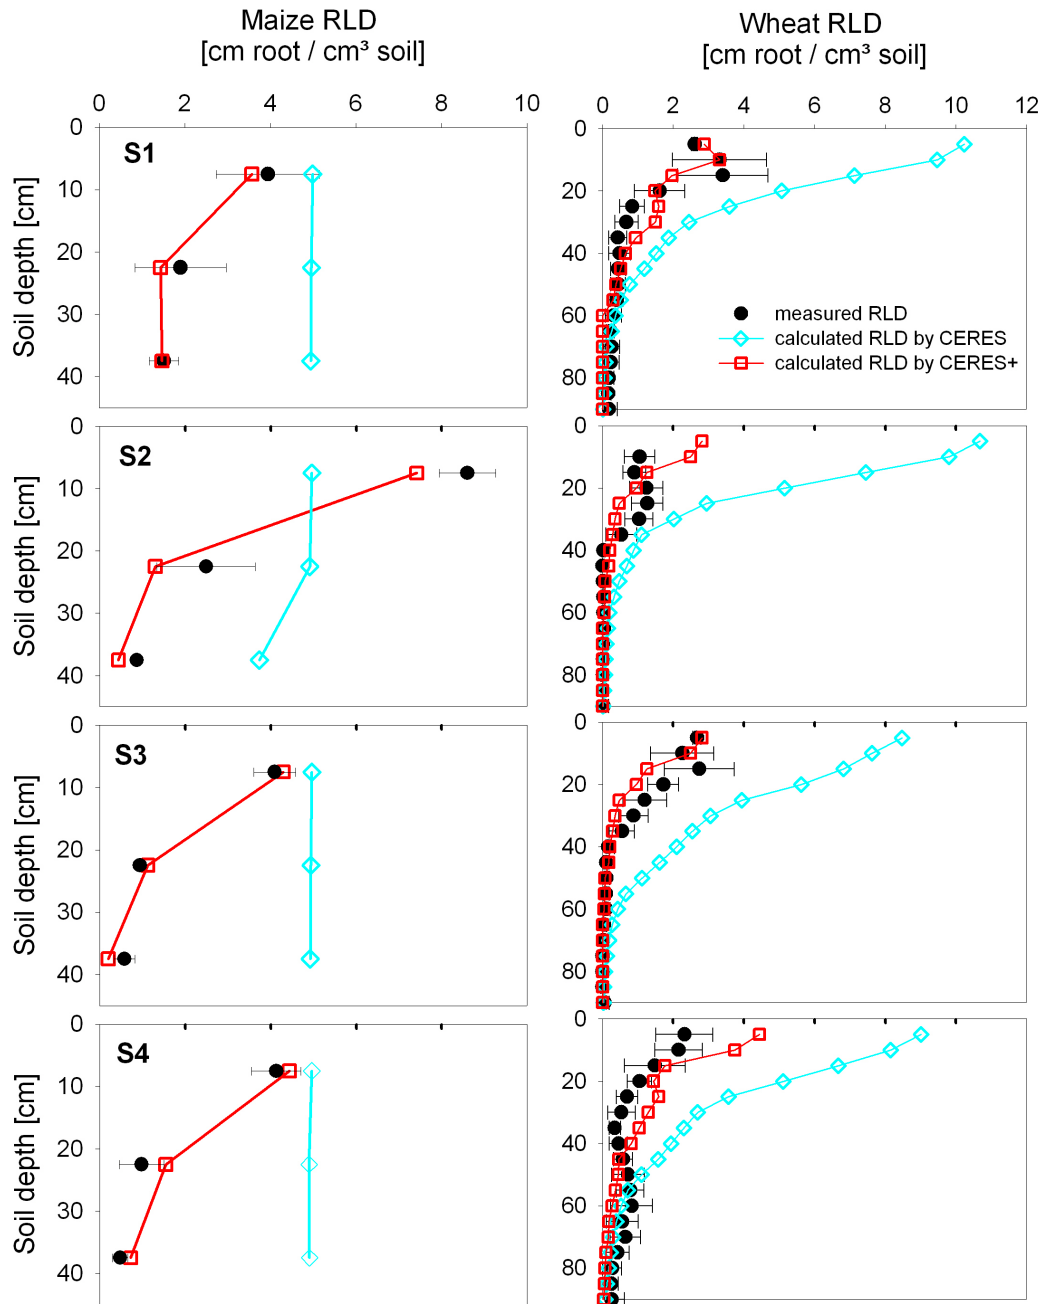 Maize RLD
[cm root / cm³ soil]
Wheat RLD
[cm root / cm³ soil]
0 2 4 6 8 10
0 2 4 6 8 10 12
S1
Soil depth [cm]
0
10
20
30
40
0
20
40
60
80
measured RLD
calculated RLD by CERES
calculated RLD by CERES+
S2
Soil depth [cm]
0
10
20
30
40
0
20
40
60
80
S3
Soil depth [cm]
0
10
20
30
40
0
20
40
60
80
S4
Soil depth [cm]
0
10
20
30
40
0
20
40
60
80